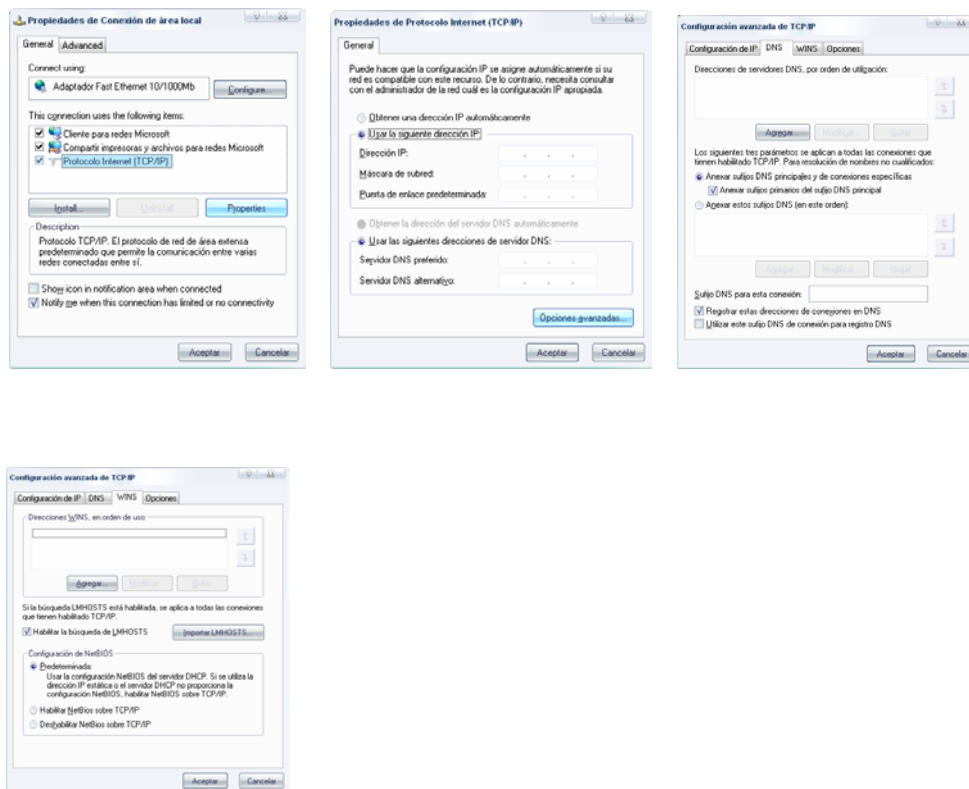 Propiedades de Conexión de área local
General Advanced
Connect using:
Adaptador Fast Ethernet 10/1000Mb Configure...
This connection uses the following items:
Cliente para redes Microsoft
Compartir impresoras y archivos para redes Microsoft
Protocolo Internet (TCP/IP)
Install... Uninstall Properties
Description
Protocolo TCP/IP. El protocolo de red de área extensa
predeterminado que permite la comunicación entre varias
redes conectadas entre sí.
Show icon in notification area when connected
Notify me when this connection has limited or no connectivity
Aceptar Cancelar
Propiedades de Protocolo Internet (TCP/IP)
General
Puede hacer que la configuración IP se asigne automáticamente si su
red es compatible con este recurso. De lo contrario, necesita consultar
con el administrador de la red cuál es la configuración IP apropiada.
Obtener una dirección IP automáticamente
Usar la siguiente dirección IP:
Dirección IP:
Máscara de subred:
Puerta de enlace predeterminada:
Obtener la dirección del servidor DNS automáticamente
Usar las siguientes direcciones de servidor DNS:
Servidor DNS preferido:
Servidor DNS alternativo:
Opciones avanzadas...
Aceptar Cancelar
Configuración avanzada de TCP/IP
Configuración de IP DNS WINS Opciones
Direcciones de servidores DNS, por orden de utilización:
Agregar... Modificar... Quitar
Los siguientes tres parámetros se aplican a todas las conexiones que
tienen habilitado TCP/IP. Para resolución de nombres no cualificados:
Anexar sufijos DNS principales y de conexiones específicas
Anexar sufijos primarios del sufijo DNS principal
Anexar estos sufijos DNS (en este orden):
Agregar... Modificar... Quitar
Sufijo DNS para esta conexión:
Registrar estas direcciones de conexiones en DNS
Utilizar este sufijo DNS de conexión para registro DNS
Aceptar Cancelar
Configuración avanzada de TCP/IP
Configuración de IP DNS WINS Opciones
Direcciones WINS, en orden de uso:
Agregar... Modificar... Quitar
Si la búsqueda LMHOSTS está habilitada, se aplica a todas las conexiones
que tienen habilitado TCP/IP.
Habilitar la búsqueda de LMHOSTS Importar LMHOSTS...
Configuración de NetBIOS
Predeterminada:
Usar la configuración NetBIOS del servidor DHCP. Si se utiliza la
dirección IP estática o el servidor DHCP no proporciona la
configuración NetBIOS, habilitar NetBIOS sobre TCP/IP.
Habilitar NetBios sobre TCP/IP
Deshabilitar NetBios sobre TCP/IP
Aceptar Cancelar